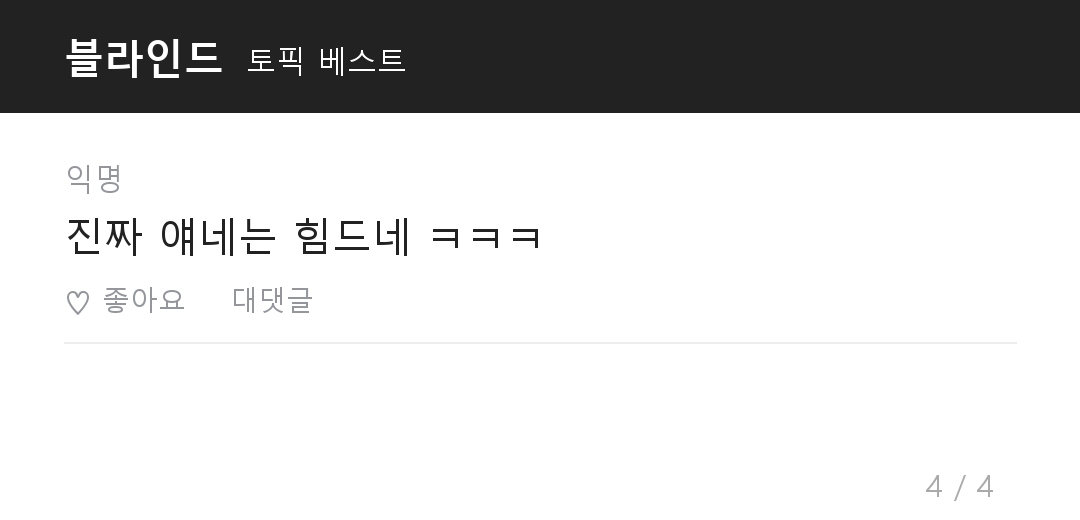 블라인드 토픽 베스트
익명
진짜 얘네는 힘드네 ㅋㅋㅋ
♡ 좋아요 대댓글
4 / 4